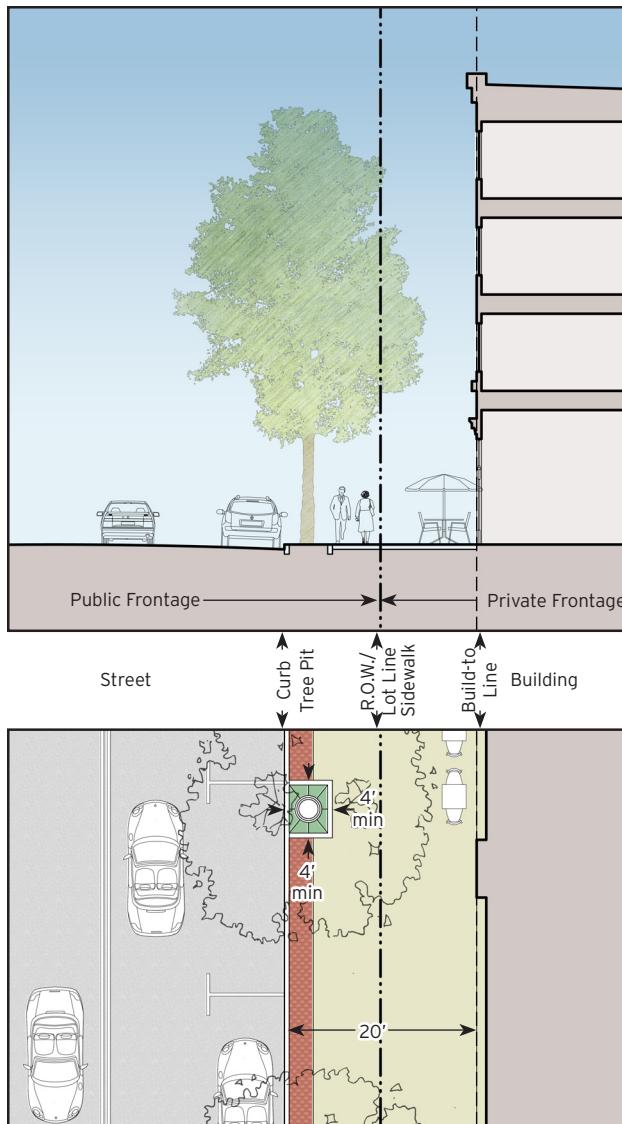 Public Frontage
Private Frontage
Street
Curb
Tree Pit
R.O.W./
Lot Line
Sidewalk
Build-to
Line
Building
4'
min
4'
min
20'